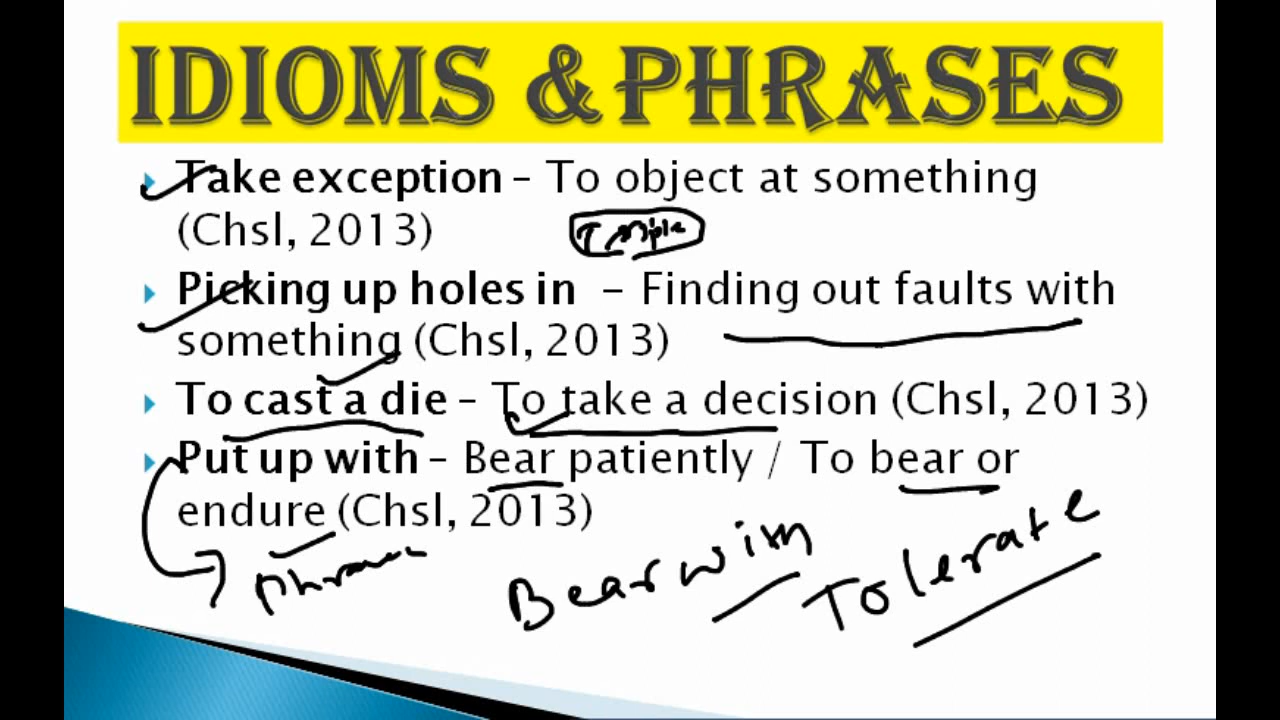 IDIOMS & PHRASES
Take exception – To object at something
(Chsl, 2013)
Picking up holes in – Finding out faults with
something (Chsl, 2013)
To cast a die – To take a decision (Chsl, 2013)
Put up with – Bear patiently / To bear or
endure (Chsl, 2013)
Bear with
Tolerate